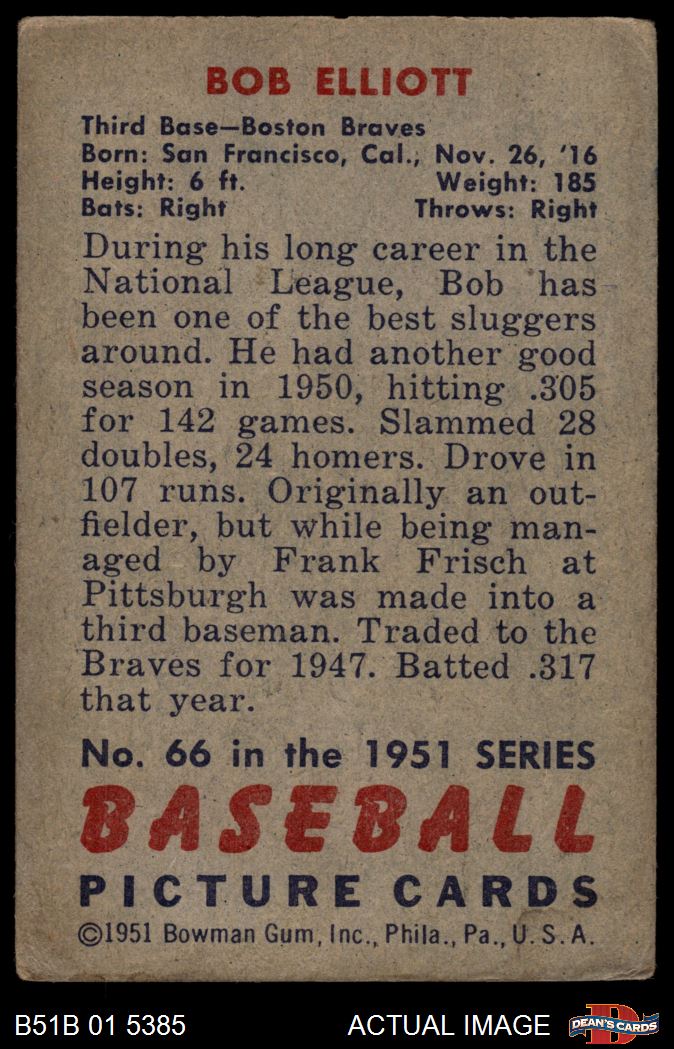 BOB ELLIOTT
Third Base—Boston Braves
Born: San Francisco, Cal., Nov. 26, '16
Height: 6 ft. Weight: 185
Bats: Right Throws: Right
During his long career in the
National League, Bob has
been one of the best sluggers
around. He had another good
season in 1950, hitting .305
for 142 games. Slammed 28
doubles, 24 homers. Drove in
107 runs. Originally an out-
fielder, but while being man-
aged by Frank Frisch at
Pittsburgh was made into a
third baseman. Traded to the
Braves for 1947. Batted .317
that year.
No. 66 in the 1951 SERIES
BASEBALL
PICTURE CARDS
©1951 Bowman Gum, Inc., Phila., Pa., U.S.A.
B51B 01 5385 ACTUAL IMAGE D DEAN'S CARDS